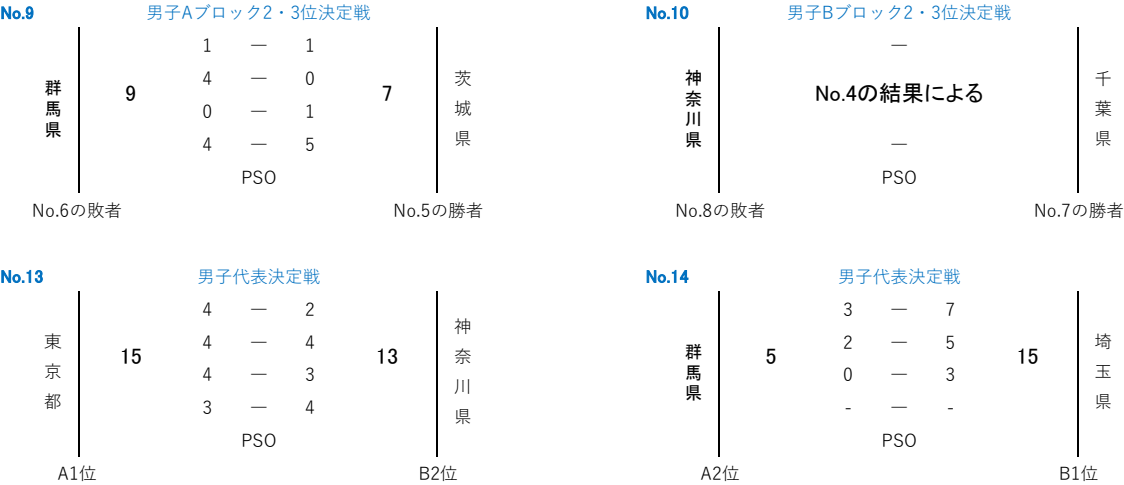 No.9 男子Aブロック2・3位決定戦
群馬県 9 茨城県 7
1 — 1
4 — 0
0 — 1
4 — 5
PSO
No.6の敗者 No.5の勝者
No.10 男子Bブロック2・3位決定戦
神奈川県 千葉県
—
No.4の結果による
—
PSO
No.8の敗者 No.7の勝者
No.13 男子代表決定戦
東京都 15 神奈川県 13
4 — 2
4 — 4
4 — 3
3 — 4
PSO
A1位 B2位
No.14 男子代表決定戦
群馬県 5 埼玉県 15
3 — 7
2 — 5
0 — 3
- — -
PSO
A2位 B1位